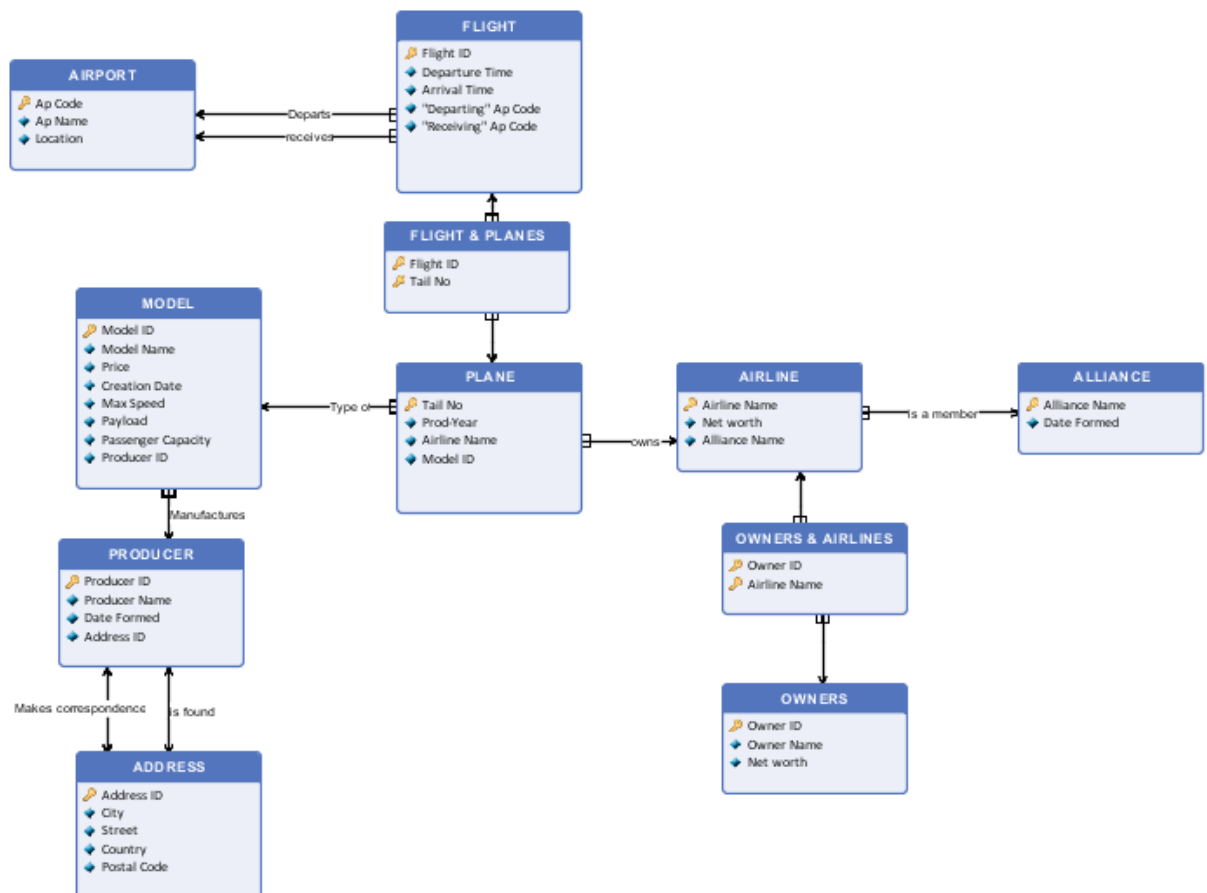 FLIGHT
Flight ID
Departure Time
Arrival Time
"Departing" Ap Code
"Receiving" Ap Code
AIRPORT
Ap Code
Ap Name
Location
Departs
receives
FLIGHT & PLANES
Flight ID
Tail No
MODEL
Model ID
Model Name
Price
Creation Date
Max Speed
Payload
Passenger Capacity
Producer ID
Type of
PLANE
Tail No
Prod-Year
Airline Name
Model ID
owns
AIRLINE
Airline Name
Net worth
Alliance Name
is a member
ALLIANCE
Alliance Name
Date Formed
Manufactures
PRODUCER
Producer ID
Producer Name
Date Formed
Address ID
OWNERS & AIRLINES
Owner ID
Airline Name
Makes correspondence
is found
OWNERS
Owner ID
Owner Name
Net worth
ADDRESS
Address ID
City
Street
Country
Postal Code